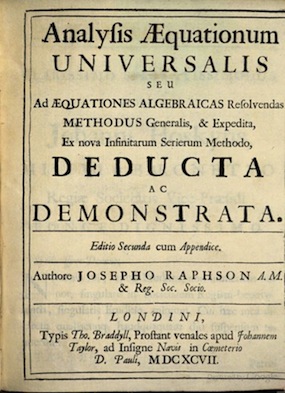 Analyſis Æquationum
UNIVERSALIS
SEU
Ad ÆQUATIONES ALGEBRAICAS Reſolvendas
METHODUS Generalis, & Expedita,
Ex nova Infinitarum Serierum Methodo,
DEDUCTA
AC
DEMONSTRATA.
Editio Secunda cum Appendice.
Authore JOSEPHO RAPHSON A. M.
& Reg. Soc. Socio.
LONDINI,
Typis Tho. Braddyll, Proſtant venales apud Johannem
Taylor, ad Inſigne Navis in Cœmeterio
D. Pauli, MDCXCVII.